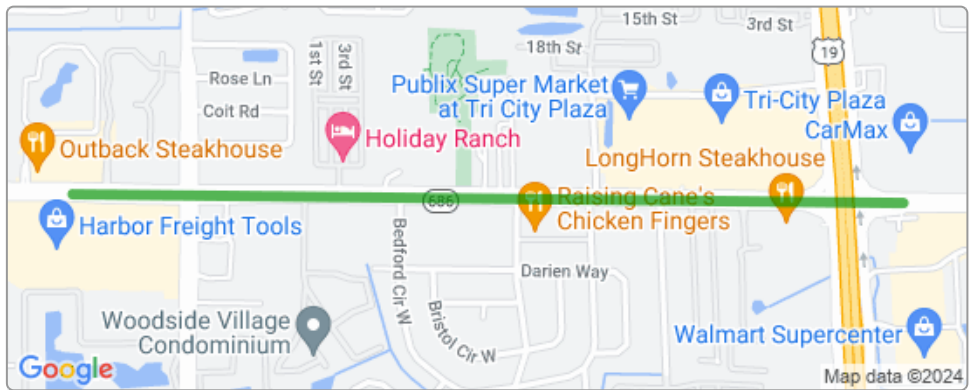 15th St
3rd St
18th St
19
1st St
3rd St
Rose Ln
Coit Rd
Publix Super Market
at Tri City Plaza
Tri-City Plaza
CarMax
Outback Steakhouse
Holiday Ranch
LongHorn Steakhouse
686
Raising Cane's
Chicken Fingers
Harbor Freight Tools
Bedford Cir W
Darien Way
Bristol Cir W
Woodside Village
Condominium
Walmart Supercenter
Google
Map data ©2024